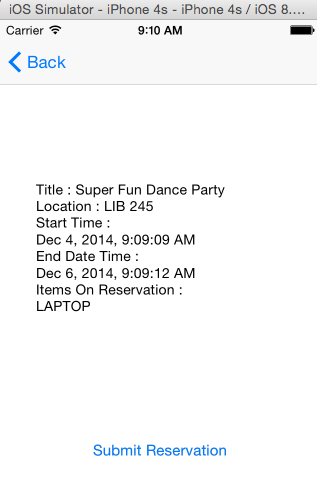 iOS Simulator - iPhone 4s - iPhone 4s / iOS 8....
Carrier 9:10 AM
Back
Title : Super Fun Dance Party
Location : LIB 245
Start Time :
Dec 4, 2014, 9:09:09 AM
End Date Time :
Dec 6, 2014, 9:09:12 AM
Items On Reservation :
LAPTOP
Submit Reservation